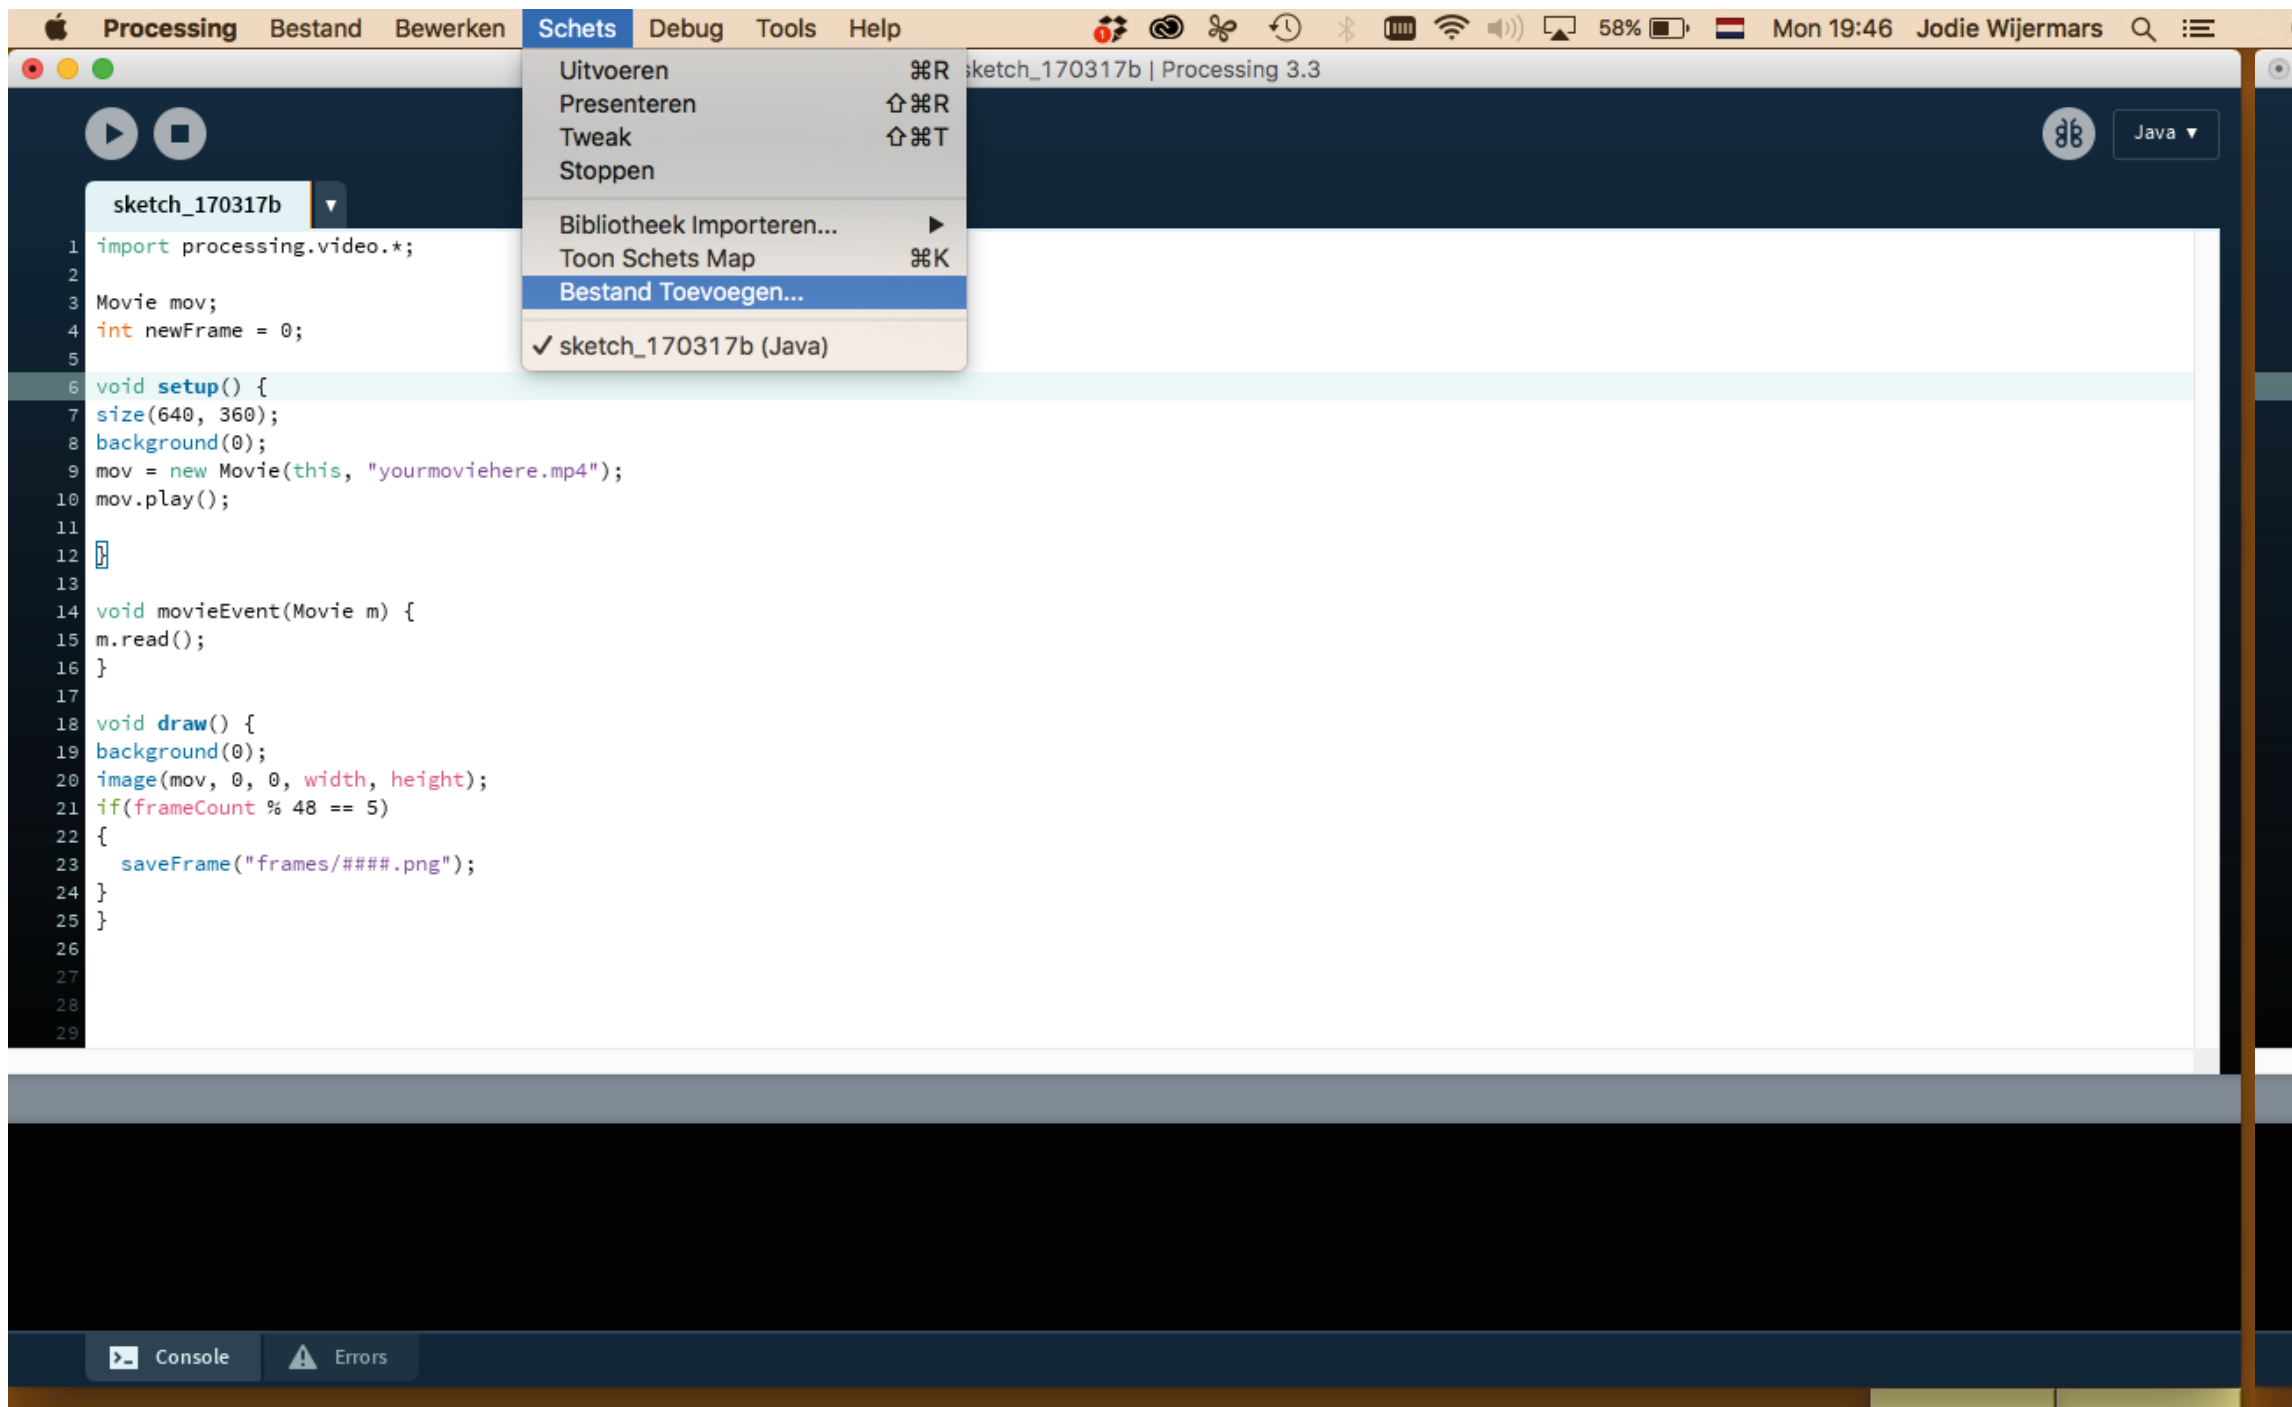 Processing Bestand Bewerken Schets Debug Tools Help 1 58% Mon 19:46 Jodie Wijermars
sketch_170317b | Processing 3.3
Uitvoeren ⌘R
Presenteren ⇧⌘R
Tweak ⇧⌘T
Stoppen
Bibliotheek Importeren... ▶
Toon Schets Map ⌘K
Bestand Toevoegen...
✓ sketch_170317b (Java)
Java ▼
sketch_170317b ▼
1 import processing.video.*;
2
3 Movie mov;
4 int newFrame = 0;
5
6 void setup() {
7 size(640, 360);
8 background(0);
9 mov = new Movie(this, "yourmoviehere.mp4");
10 mov.play();
11
12 }
13
14 void movieEvent(Movie m) {
15 m.read();
16 }
17
18 void draw() {
19 background(0);
20 image(mov, 0, 0, width, height);
21 if(frameCount % 48 == 5)
22 {
23 saveFrame("frames/####.png");
24 }
25 }
26
27
28
29
Console Errors